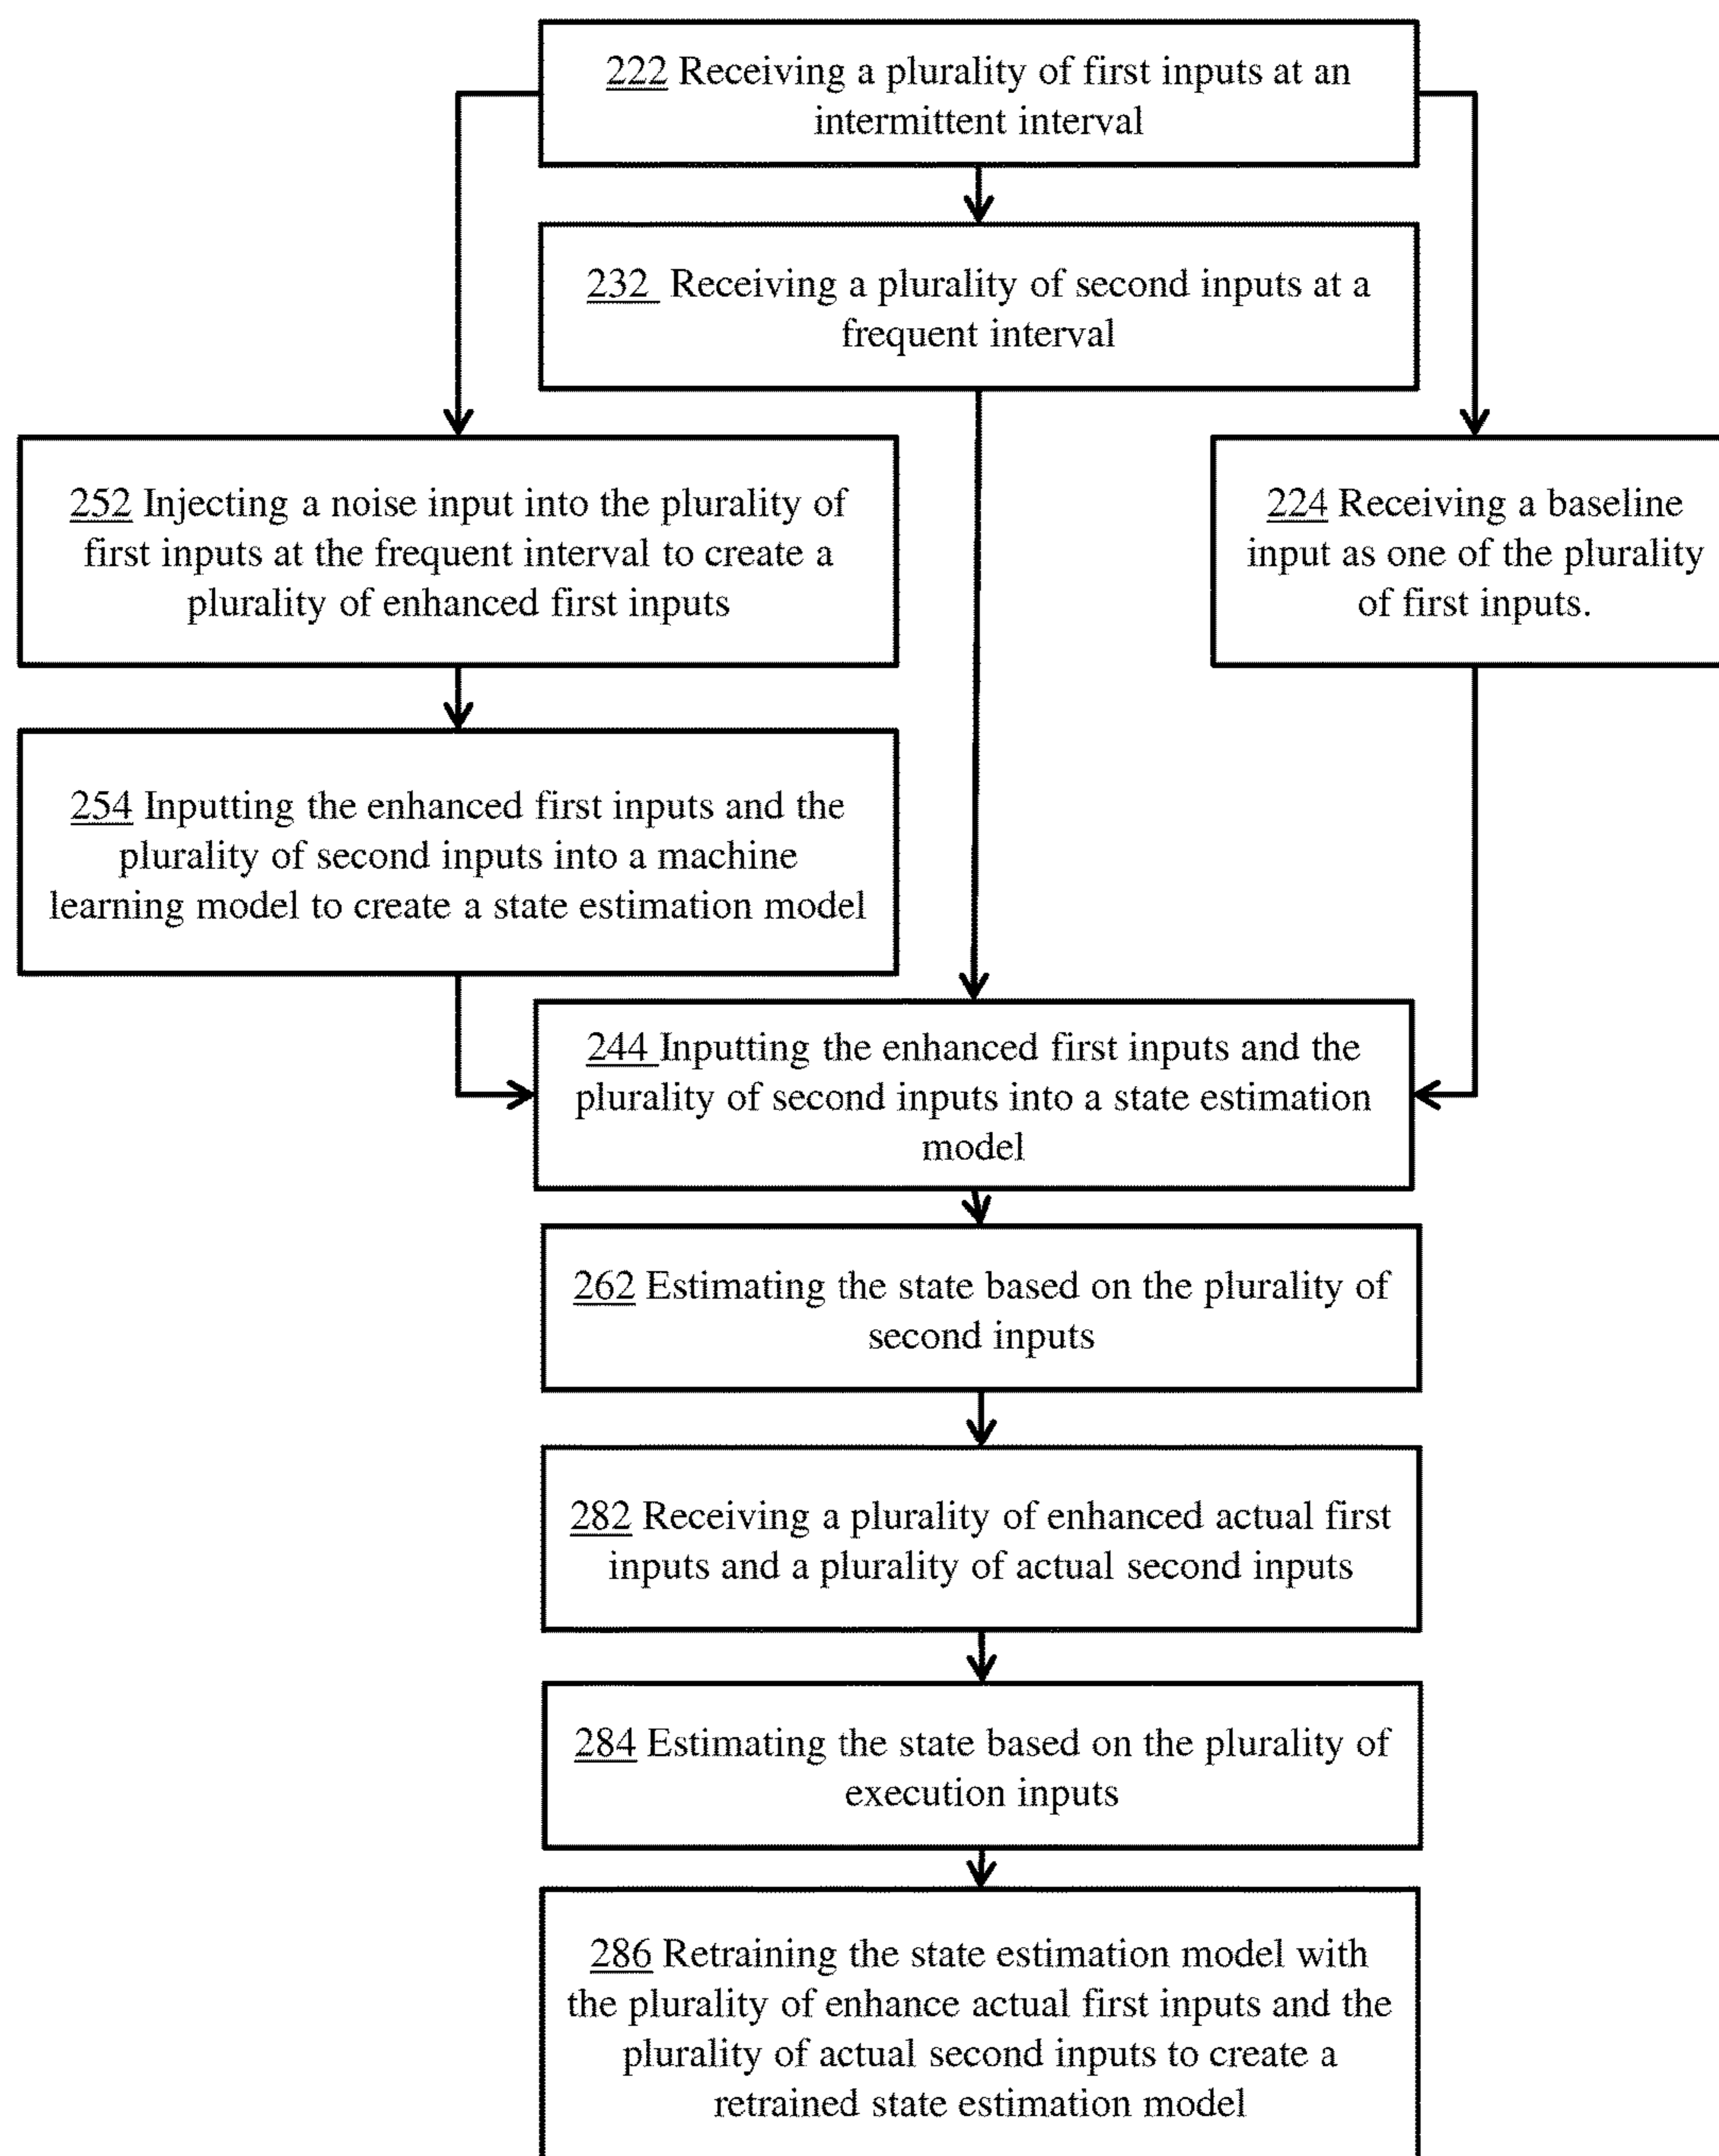 222 Receiving a plurality of first inputs at an
intermittent interval
232 Receiving a plurality of second inputs at a
frequent interval
252 Injecting a noise input into the plurality of
first inputs at the frequent interval to create a
plurality of enhanced first inputs
224 Receiving a baseline
input as one of the plurality
of first inputs.
254 Inputting the enhanced first inputs and the
plurality of second inputs into a machine
learning model to create a state estimation model
244 Inputting the enhanced first inputs and the
plurality of second inputs into a state estimation
model
262 Estimating the state based on the plurality of
second inputs
282 Receiving a plurality of enhanced actual first
inputs and a plurality of actual second inputs
284 Estimating the state based on the plurality of
execution inputs
286 Retraining the state estimation model with
the plurality of enhance actual first inputs and the
plurality of actual second inputs to create a
retrained state estimation model